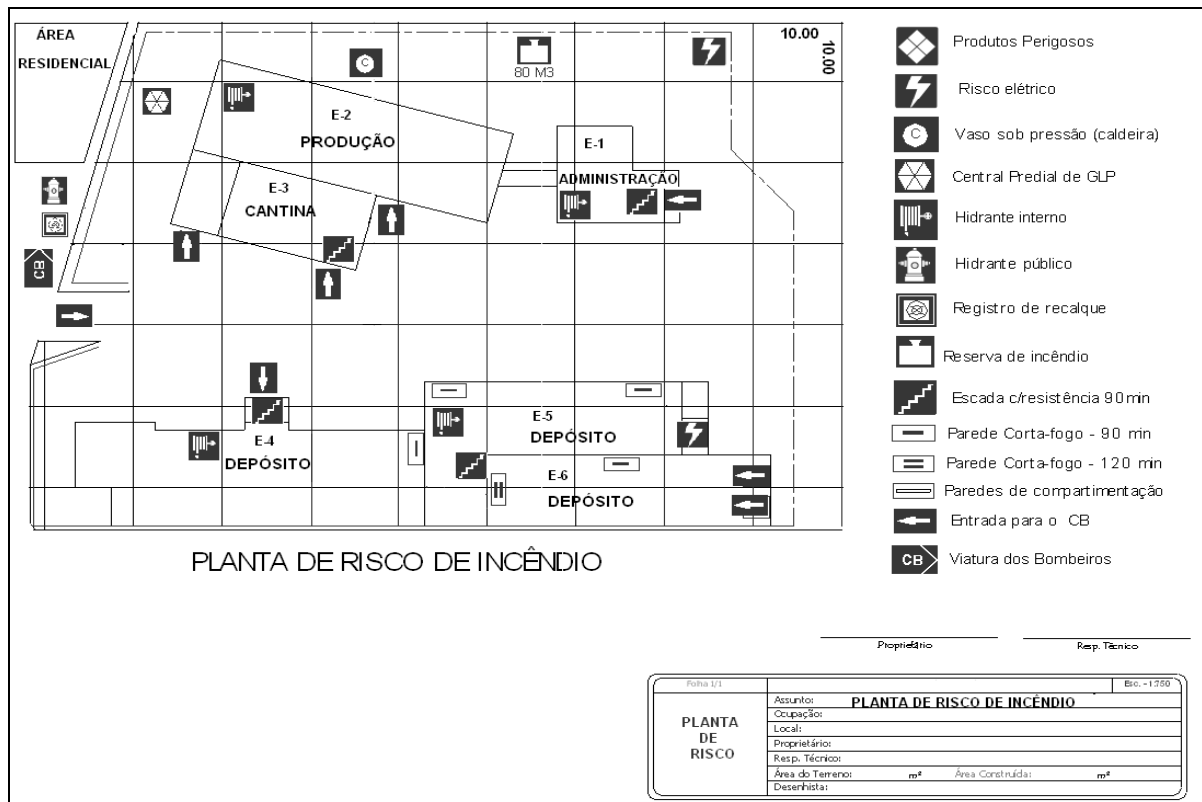 ÁREA
RESIDENCIAL
10.00
10.00
C
80 M3
E-2
PRODUÇÃO
E-1
ADMINISTRAÇÃO
E-3
CANTINA
CB
E-4
DEPÓSITO
E-5
DEPÓSITO
E-6
DEPÓSITO
PLANTA DE RISCO DE INCÊNDIO
Produtos Perigosos
Risco elétrico
C
Vaso sob pressão (caldeira)
Central Predial de GLP
Hidrante interno
Hidrante público
Registro de recalque
Reserva de incêndio
Escada c/resistência 90min
Parede Corta-fogo - 90 min
Parede Corta-fogo - 120 min
Paredes de compartimentação
Entrada para o CB
CB
Viatura dos Bombeiros
Proprietário
Resp. Técnico
Folha 1/1
Esc. - 1:750
PLANTA
DE
RISCO
Assunto: PLANTA DE RISCO DE INCÊNDIO
Ocupação:
Local:
Proprietário:
Resp. Técnico:
Área do Terreno: m² Área Construída: m²
Desenhista: